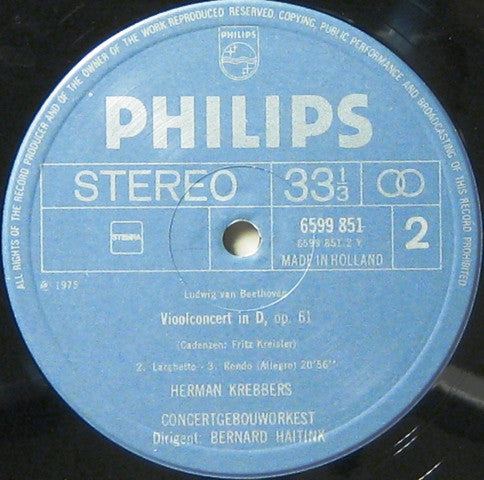 ALL RIGHTS OF THE RECORD PRODUCER AND OF THE OWNER OF THE WORK REPRODUCED RESERVED. COPYING, PUBLIC PERFORMANCE AND BROADCASTING OF THIS RECORD PROHIBITED
PHILIPS
PHILIPS
STEREO 33 1/3
STEMRA
6599 851
6599 851.2 Y
2
MADE IN HOLLAND
℗ 1975
Ludwig van Beethoven
Vioolconcert in D, op. 61
(Cadenzen: Fritz Kreisler)
2. Larghetto - 3. Rondo (Allegro) 20'56"
HERMAN KREBBERS
CONCERTGEBOUWORKEST
Dirigent: BERNARD HAITINK